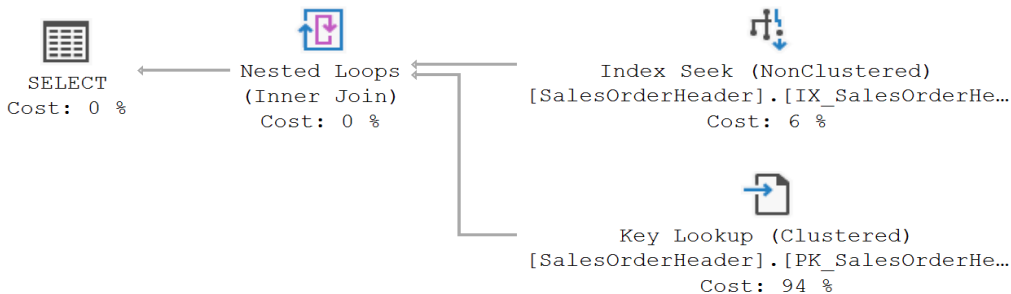 SELECT
Cost: 0 %
Nested Loops
(Inner Join)
Cost: 0 %
Index Seek (NonClustered)
[SalesOrderHeader].[IX_SalesOrderHe…
Cost: 6 %
Key Lookup (Clustered)
[SalesOrderHeader].[PK_SalesOrderHe…
Cost: 94 %